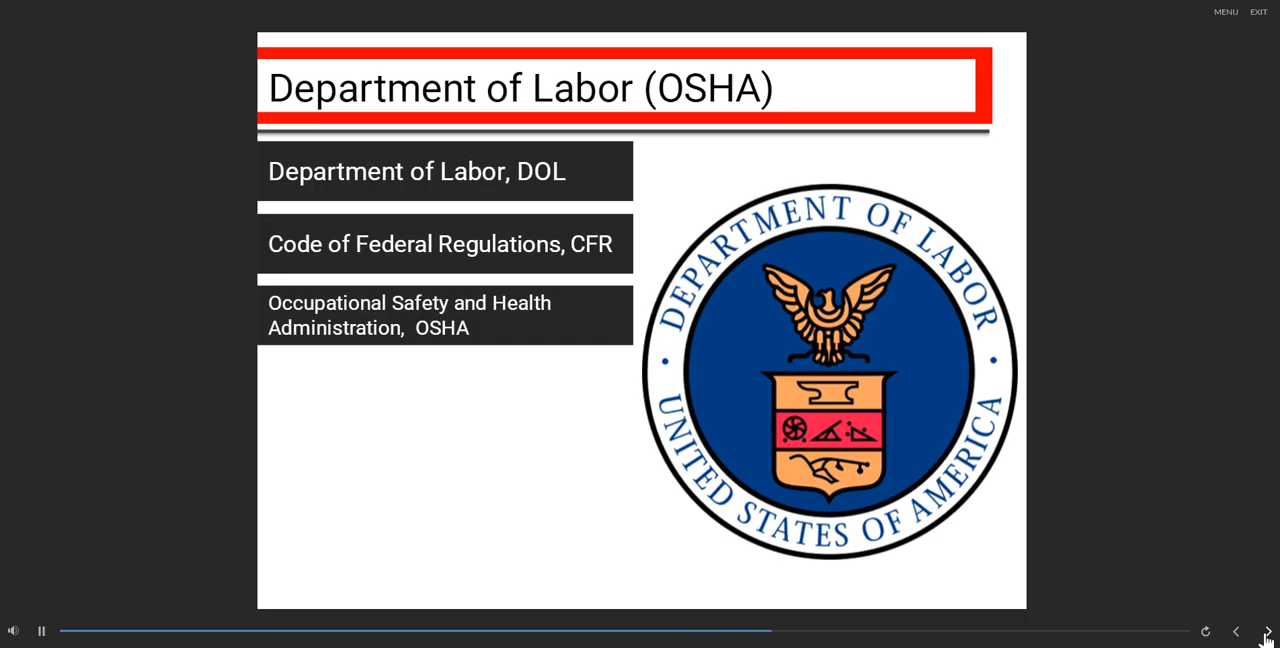 MENU EXIT
Department of Labor (OSHA)
Department of Labor, DOL
Code of Federal Regulations, CFR
Occupational Safety and Health
Administration, OSHA
DEPARTMENT OF LABOR
UNITED STATES OF AMERICA